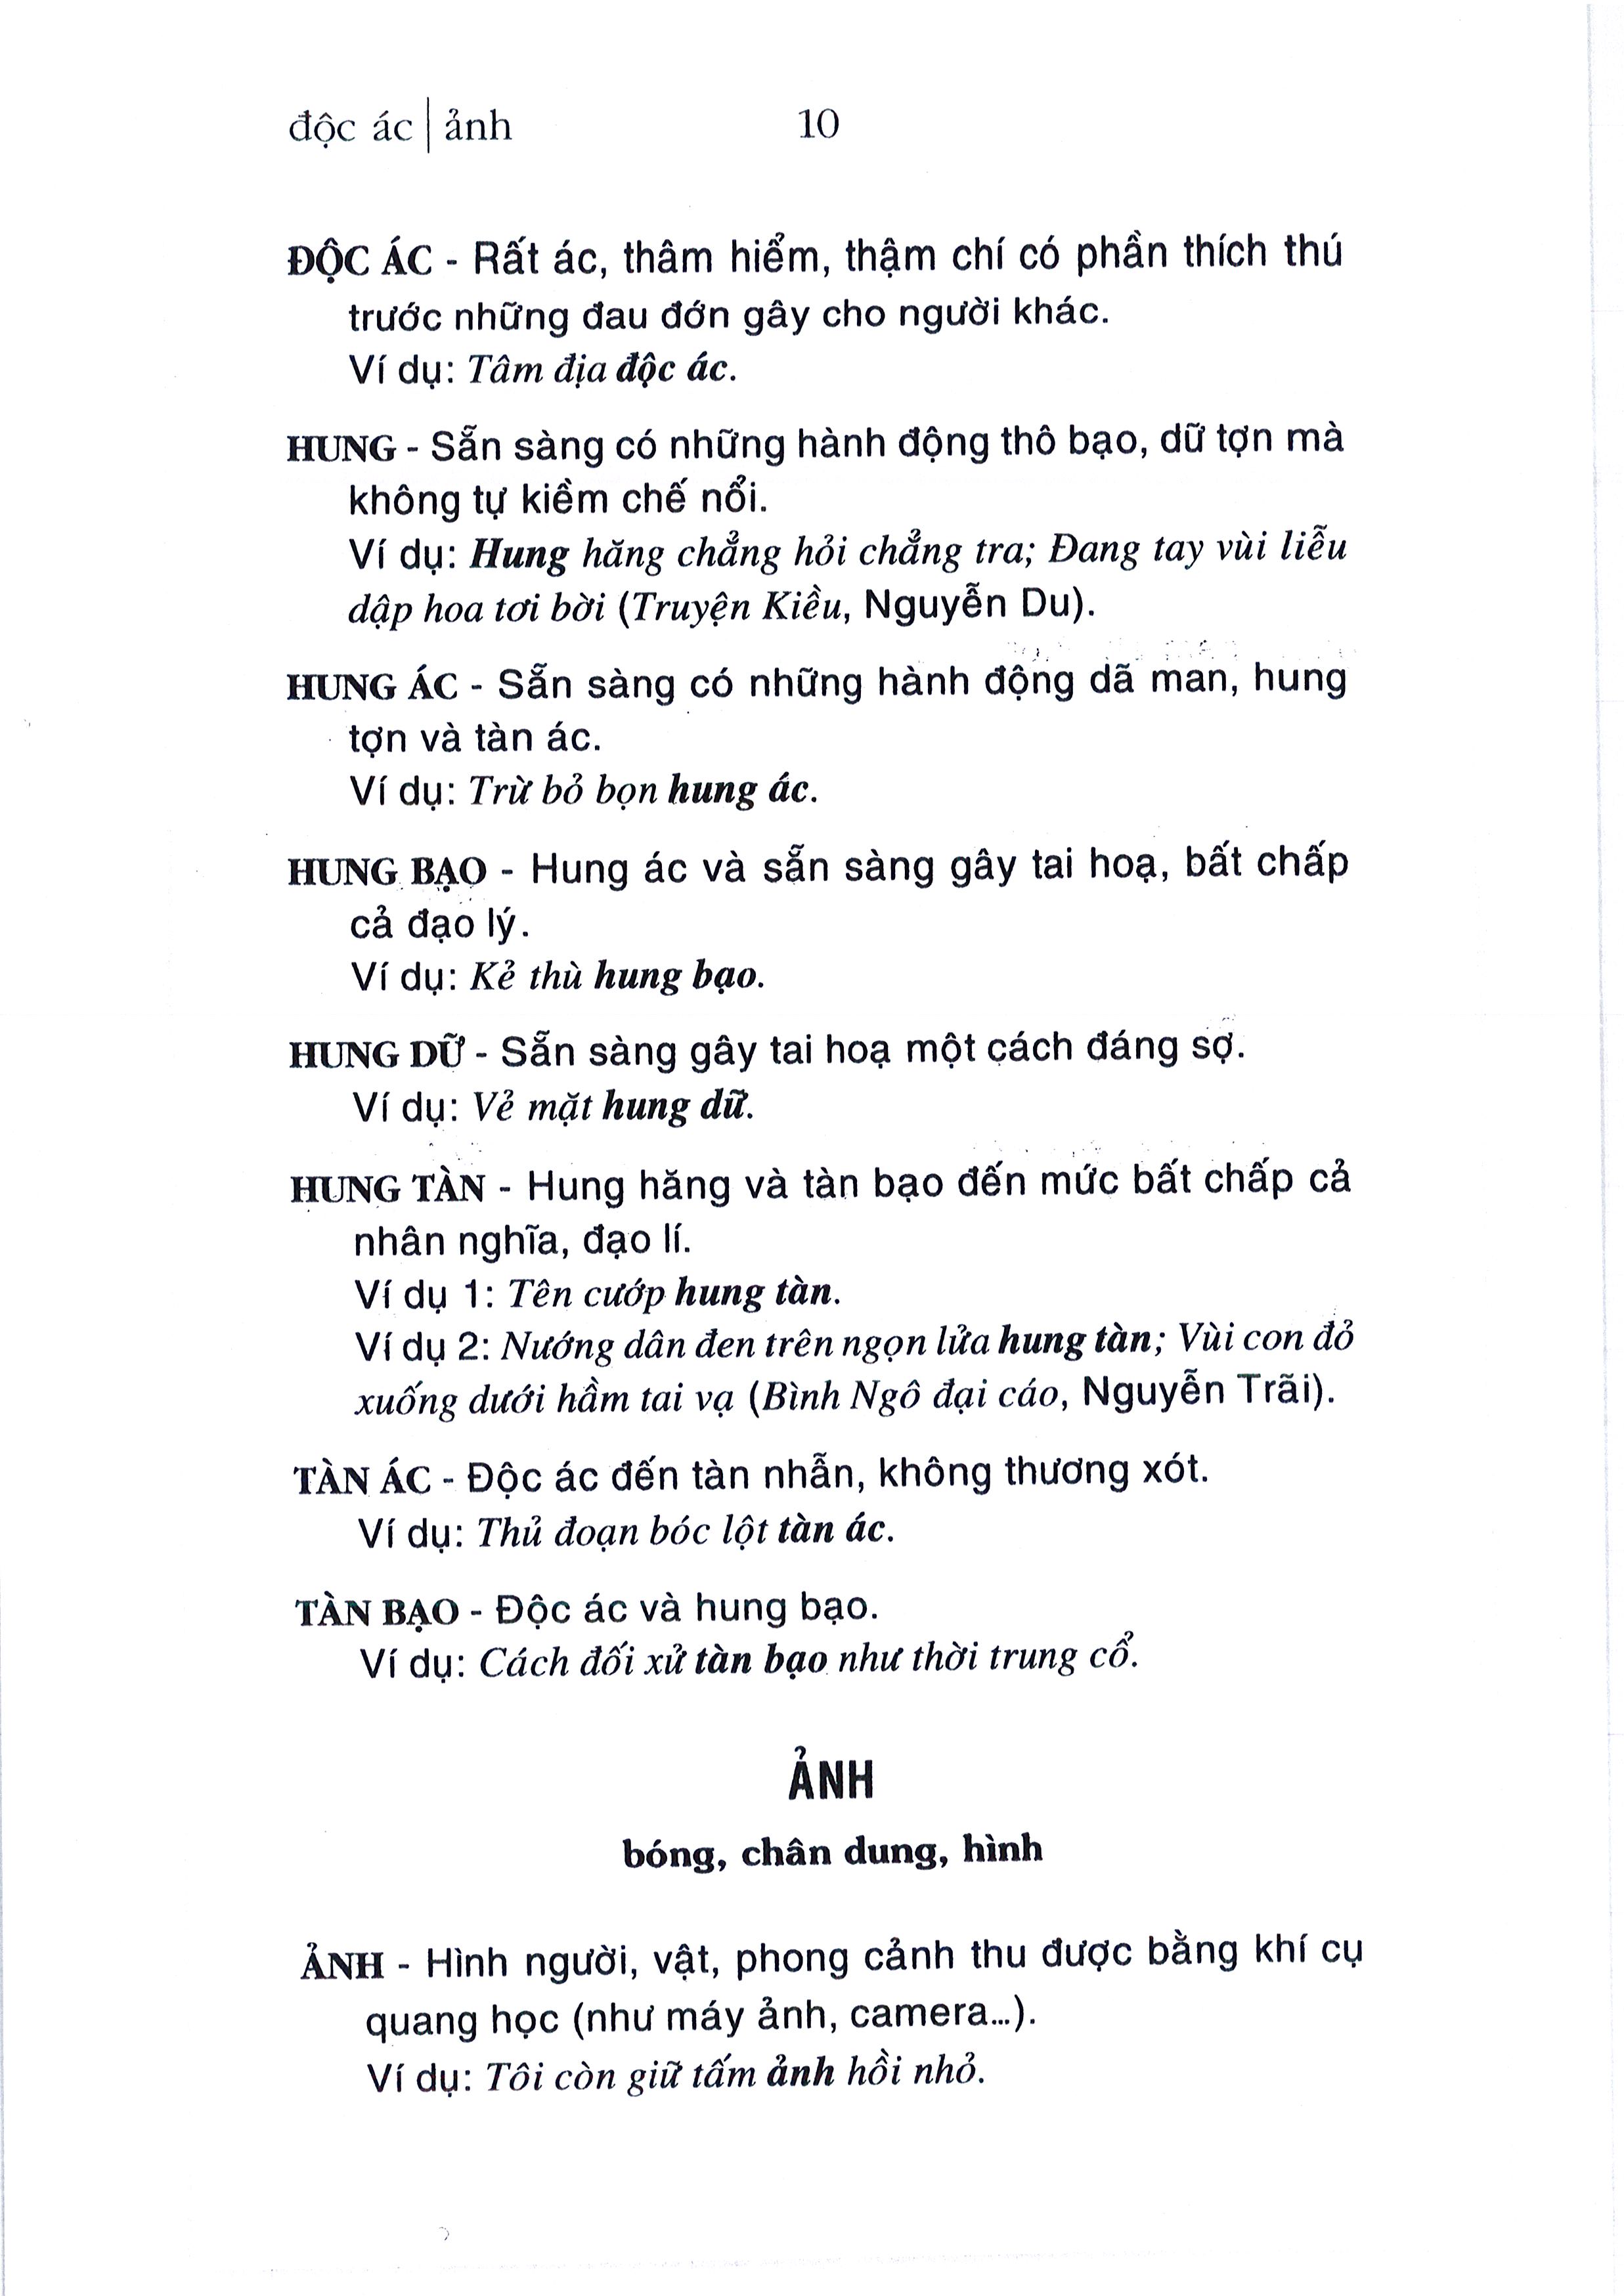 độc ác | ảnh 10
ĐỘC ÁC - Rất ác, thâm hiểm, thậm chí có phần thích thú
trước những đau đớn gây cho người khác.
Ví dụ: Tâm địa độc ác.
HUNG - Sẵn sàng có những hành động thô bạo, dữ tợn mà
không tự kiềm chế nổi.
Ví dụ: Hung hăng chẳng hỏi chẳng tra; Đang tay vùi liễu
dập hoa tơi bời (Truyện Kiều, Nguyễn Du).
HUNG ÁC - Sẵn sàng có những hành động dã man, hung
tợn và tàn ác.
Ví dụ: Trừ bỏ bọn hung ác.
HUNG BẠO - Hung ác và sẵn sàng gây tai hoạ, bất chấp
cả đạo lý.
Ví dụ: Kẻ thù hung bạo.
HUNG DỮ - Sẵn sàng gây tai hoạ một cách đáng sợ.
Ví dụ: Vẻ mặt hung dữ.
HUNG TÀN - Hung hăng và tàn bạo đến mức bất chấp cả
nhân nghĩa, đạo lí.
Ví dụ 1: Tên cướp hung tàn.
Ví dụ 2: Nướng dân đen trên ngọn lửa hung tàn; Vùi con đỏ
xuống dưới hầm tai vạ (Bình Ngô đại cáo, Nguyễn Trãi).
TÀN ÁC - Độc ác đến tàn nhẫn, không thương xót.
Ví dụ: Thủ đoạn bóc lột tàn ác.
TÀN BẠO - Độc ác và hung bạo.
Ví dụ: Cách đối xử tàn bạo như thời trung cổ.
ẢNH
bóng, chân dung, hình
ẢNH - Hình người, vật, phong cảnh thu được bằng khí cụ
quang học (như máy ảnh, camera...).
Ví dụ: Tôi còn giữ tấm ảnh hồi nhỏ.